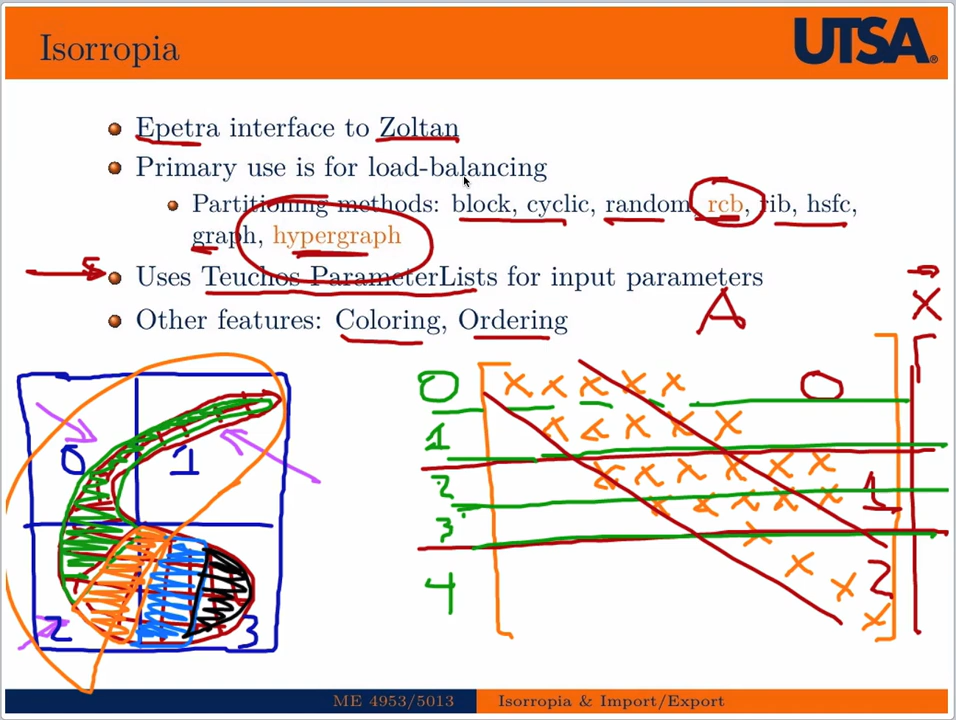 Isorropia
UTSA®
Epetra interface to Zoltan
Primary use is for load-balancing
Partitioning methods: block, cyclic, random, rcb, rib, hsfc,
graph, hypergraph
Uses Teuchos ParameterLists for input parameters
Other features: Coloring, Ordering
A
X
0 1
2 3
0 x x x x x 0
1 x x x x x
2 x x x x x x 1
3 x x x x x
x
4 x x 2
x
ME 4953/5013 Isorropia & Import/Export